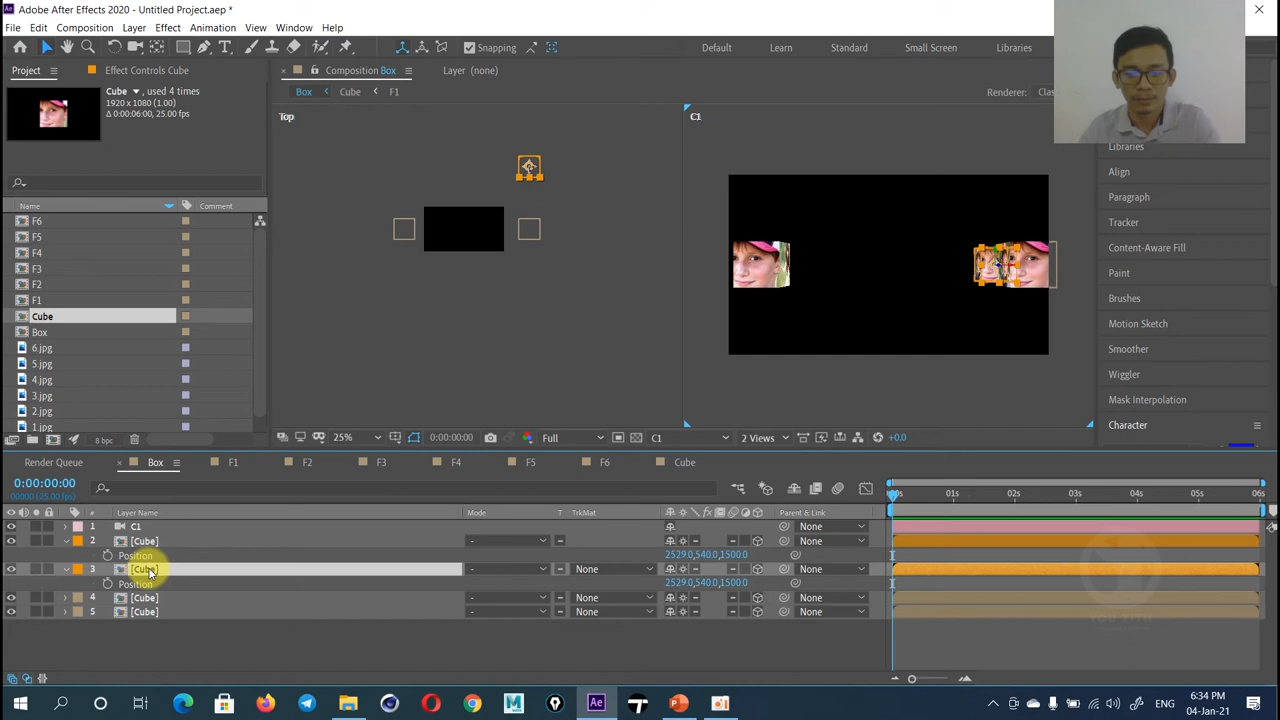 Adobe After Effects 2020 - Untitled Project.aep *
File Edit Composition Layer Effect Animation View Window Help
Snapping
Default Learn Standard Small Screen Libraries
Project Effect Controls Cube
Composition Box Layer (none)
Cube , used 4 times
1920 x 1080 (1.00)
Δ 0:00:06:00, 25.00 fps
Box Cube F1
Renderer:
Top
C1
Name Comment
F6
F5
F4
F3
F2
F1
Cube
Box
6.jpg
5.jpg
4.jpg
3.jpg
2.jpg
1.jpg
8 bpc
25% 0:00:00:00 Full C1 2 Views +0.0
Libraries
Align
Paragraph
Tracker
Content-Aware Fill
Paint
Brushes
Motion Sketch
Smoother
Wiggler
Mask Interpolation
Character
Render Queue Box F1 F2 F3 F4 F5 F6 Cube
0:00:00:00
00000 (25.00 fps)
01s 02s 03s 04s 05s 06s
# Layer Name Mode T TrkMat Parent & Link
1 C1 None
2 [Cube] - None
Position 2529.0,540.0,1500.0
3 [Cube] - None None
Position 2529.0,540.0,1500.0
4 [Cube] - None None
5 [Cube] - None None
YOU TITH
ENG
6:34 PM
04-Jan-21